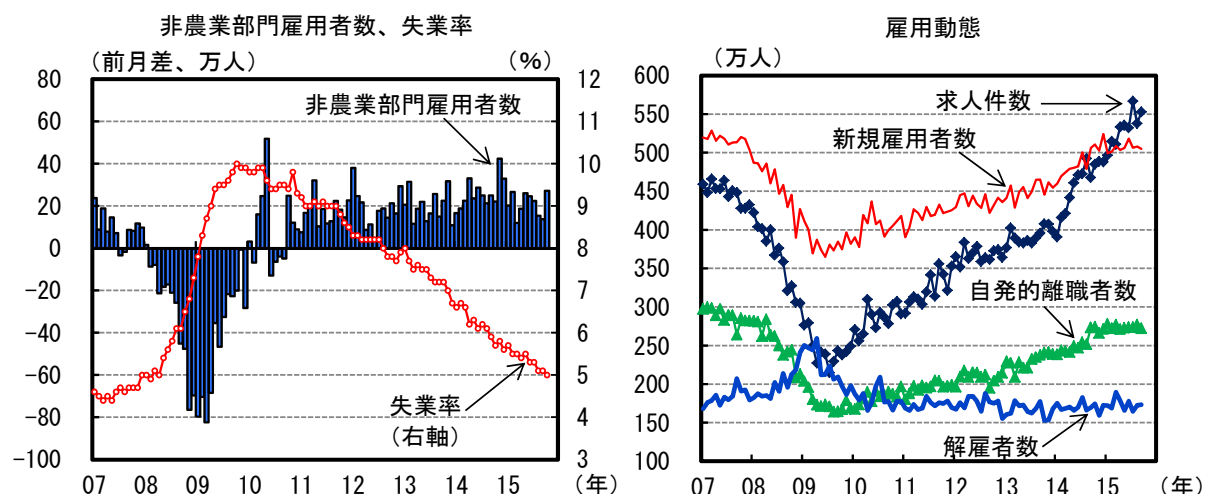 非農業部門雇用者数、失業率
（前月差、万人）
（%）
80
60
40
20
0
-20
-40
-60
-80
-100
12
11
10
9
8
7
6
5
4
3
非農業部門雇用者数
失業率
（右軸）
07 08 09 10 11 12 13 14 15 （年）
雇用動態
（万人）
600
550
500
450
400
350
300
250
200
150
100
求人件数
新規雇用者数
自発的離職者数
解雇者数
07 08 09 10 11 12 13 14 15 （年）